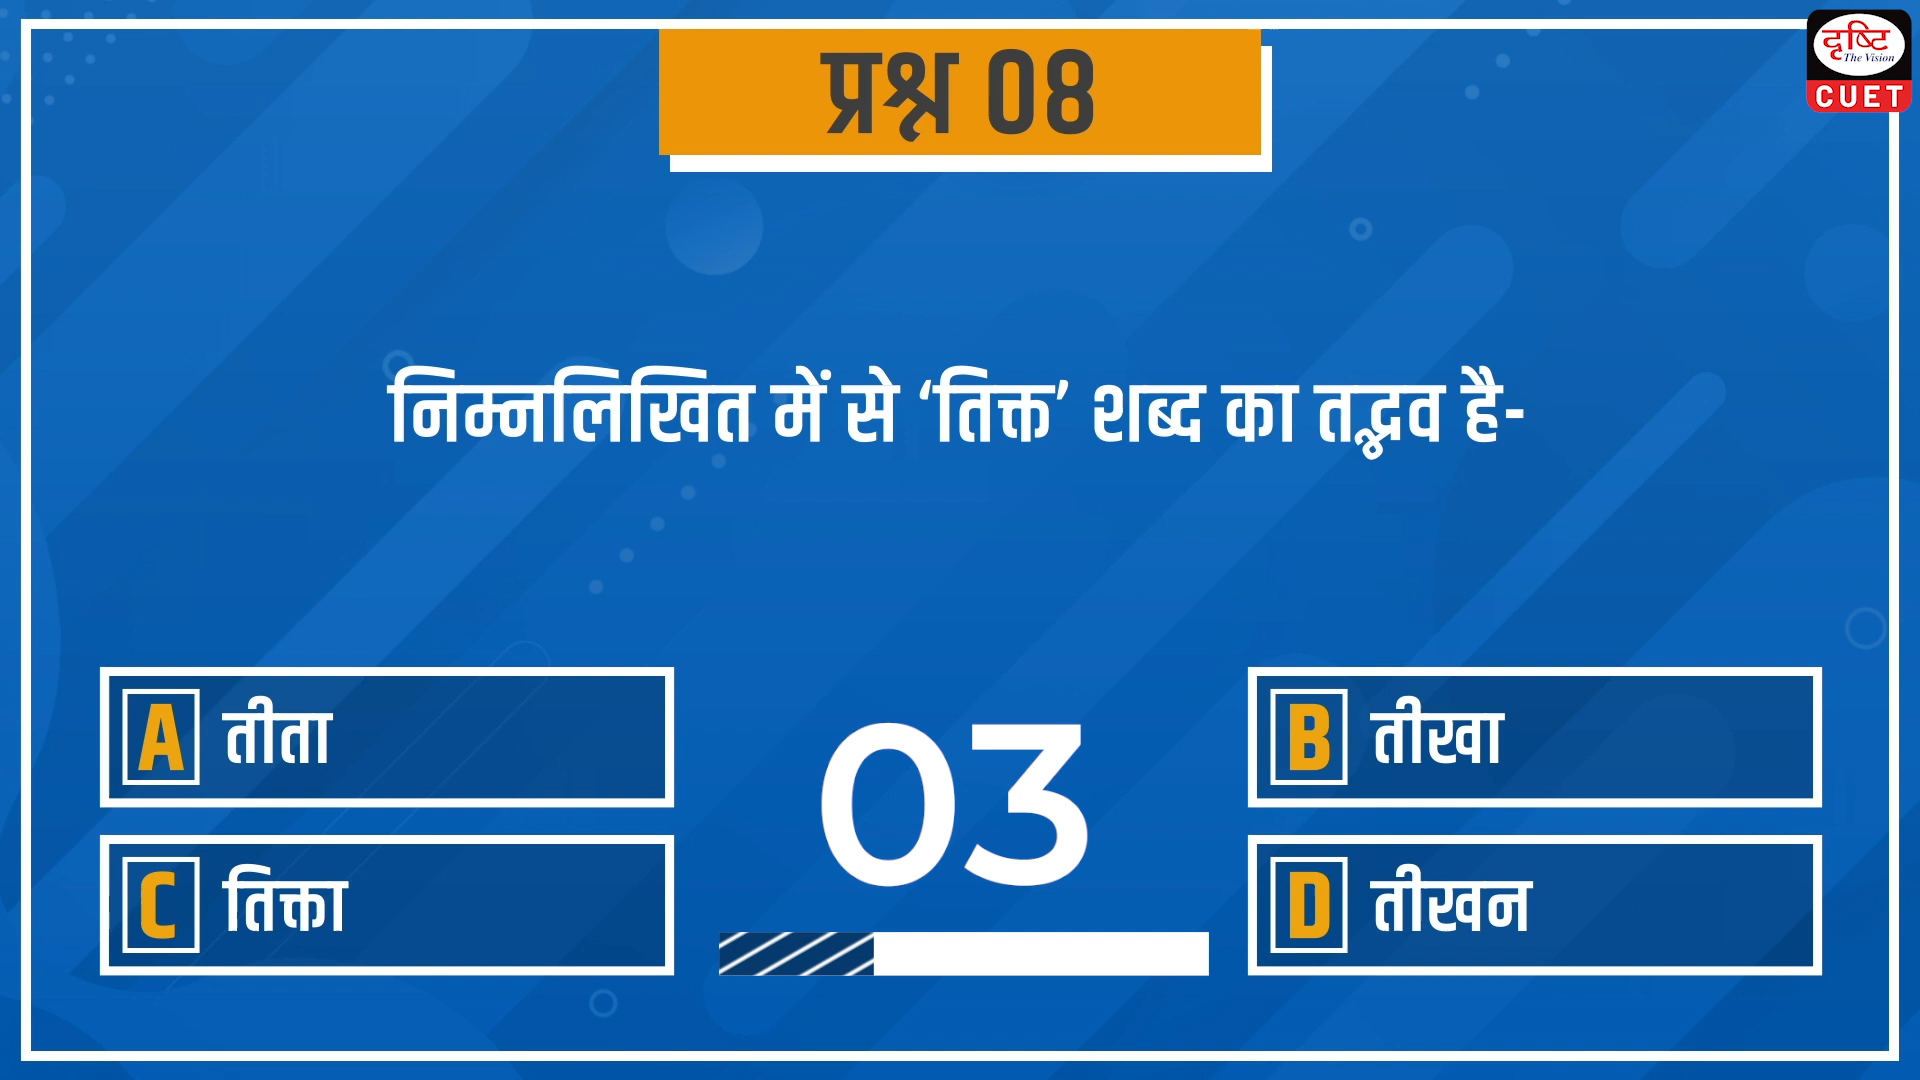 दृष्टि
The Vision
CUET
प्रश्न 08
निम्नलिखित में से ‘तिक्त’ शब्द का तद्भव है-
A तीता
B तीखा
03
C तिक्ता
D तीखन